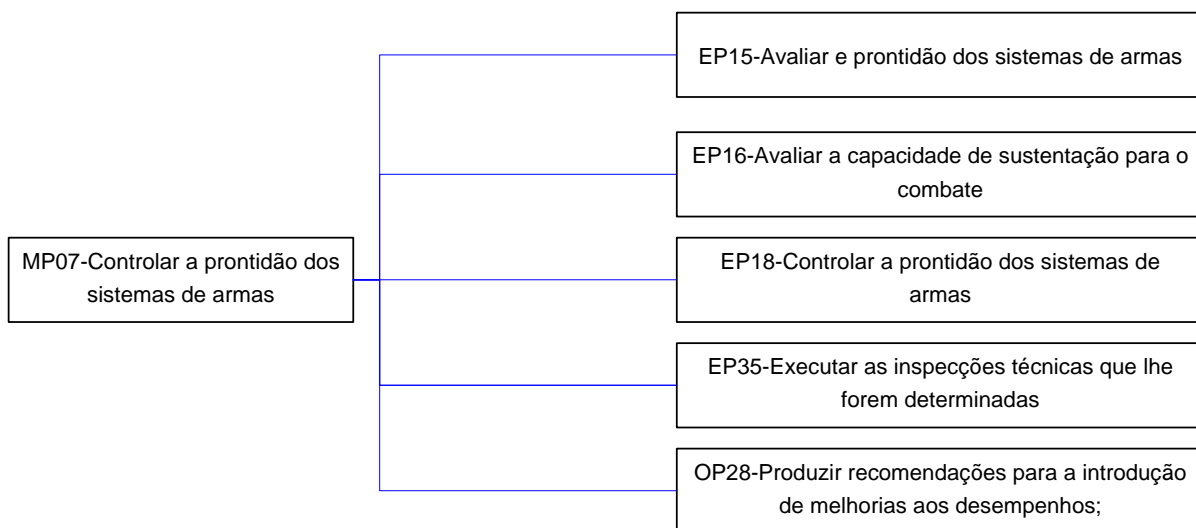 EP15-Avaliar e prontidão dos sistemas de armas
EP16-Avaliar a capacidade de sustentação para o
combate
MP07-Controlar a prontidão dos
sistemas de armas
EP18-Controlar a prontidão dos sistemas de
armas
EP35-Executar as inspecções técnicas que lhe
forem determinadas
OP28-Produzir recomendações para a introdução
de melhorias aos desempenhos;